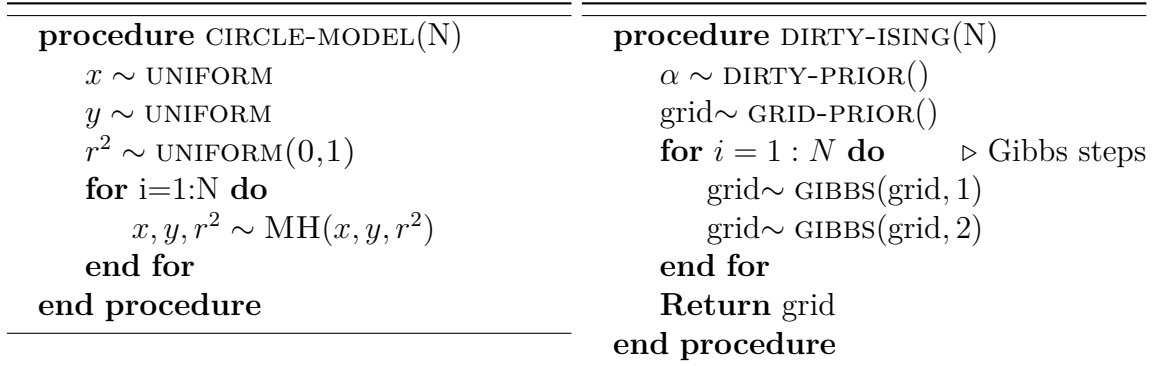 procedure CIRCLE-MODEL(N)
x ∼ UNIFORM
y ∼ UNIFORM
r² ∼ UNIFORM(0,1)
for i=1:N do
x, y, r² ∼ MH(x, y, r²)
end for
end procedure
procedure DIRTY-ISING(N)
α ∼ DIRTY-PRIOR()
grid∼ GRID-PRIOR()
for i = 1 : N do ▷ Gibbs steps
grid∼ GIBBS(grid, 1)
grid∼ GIBBS(grid, 2)
end for
Return grid
end procedure